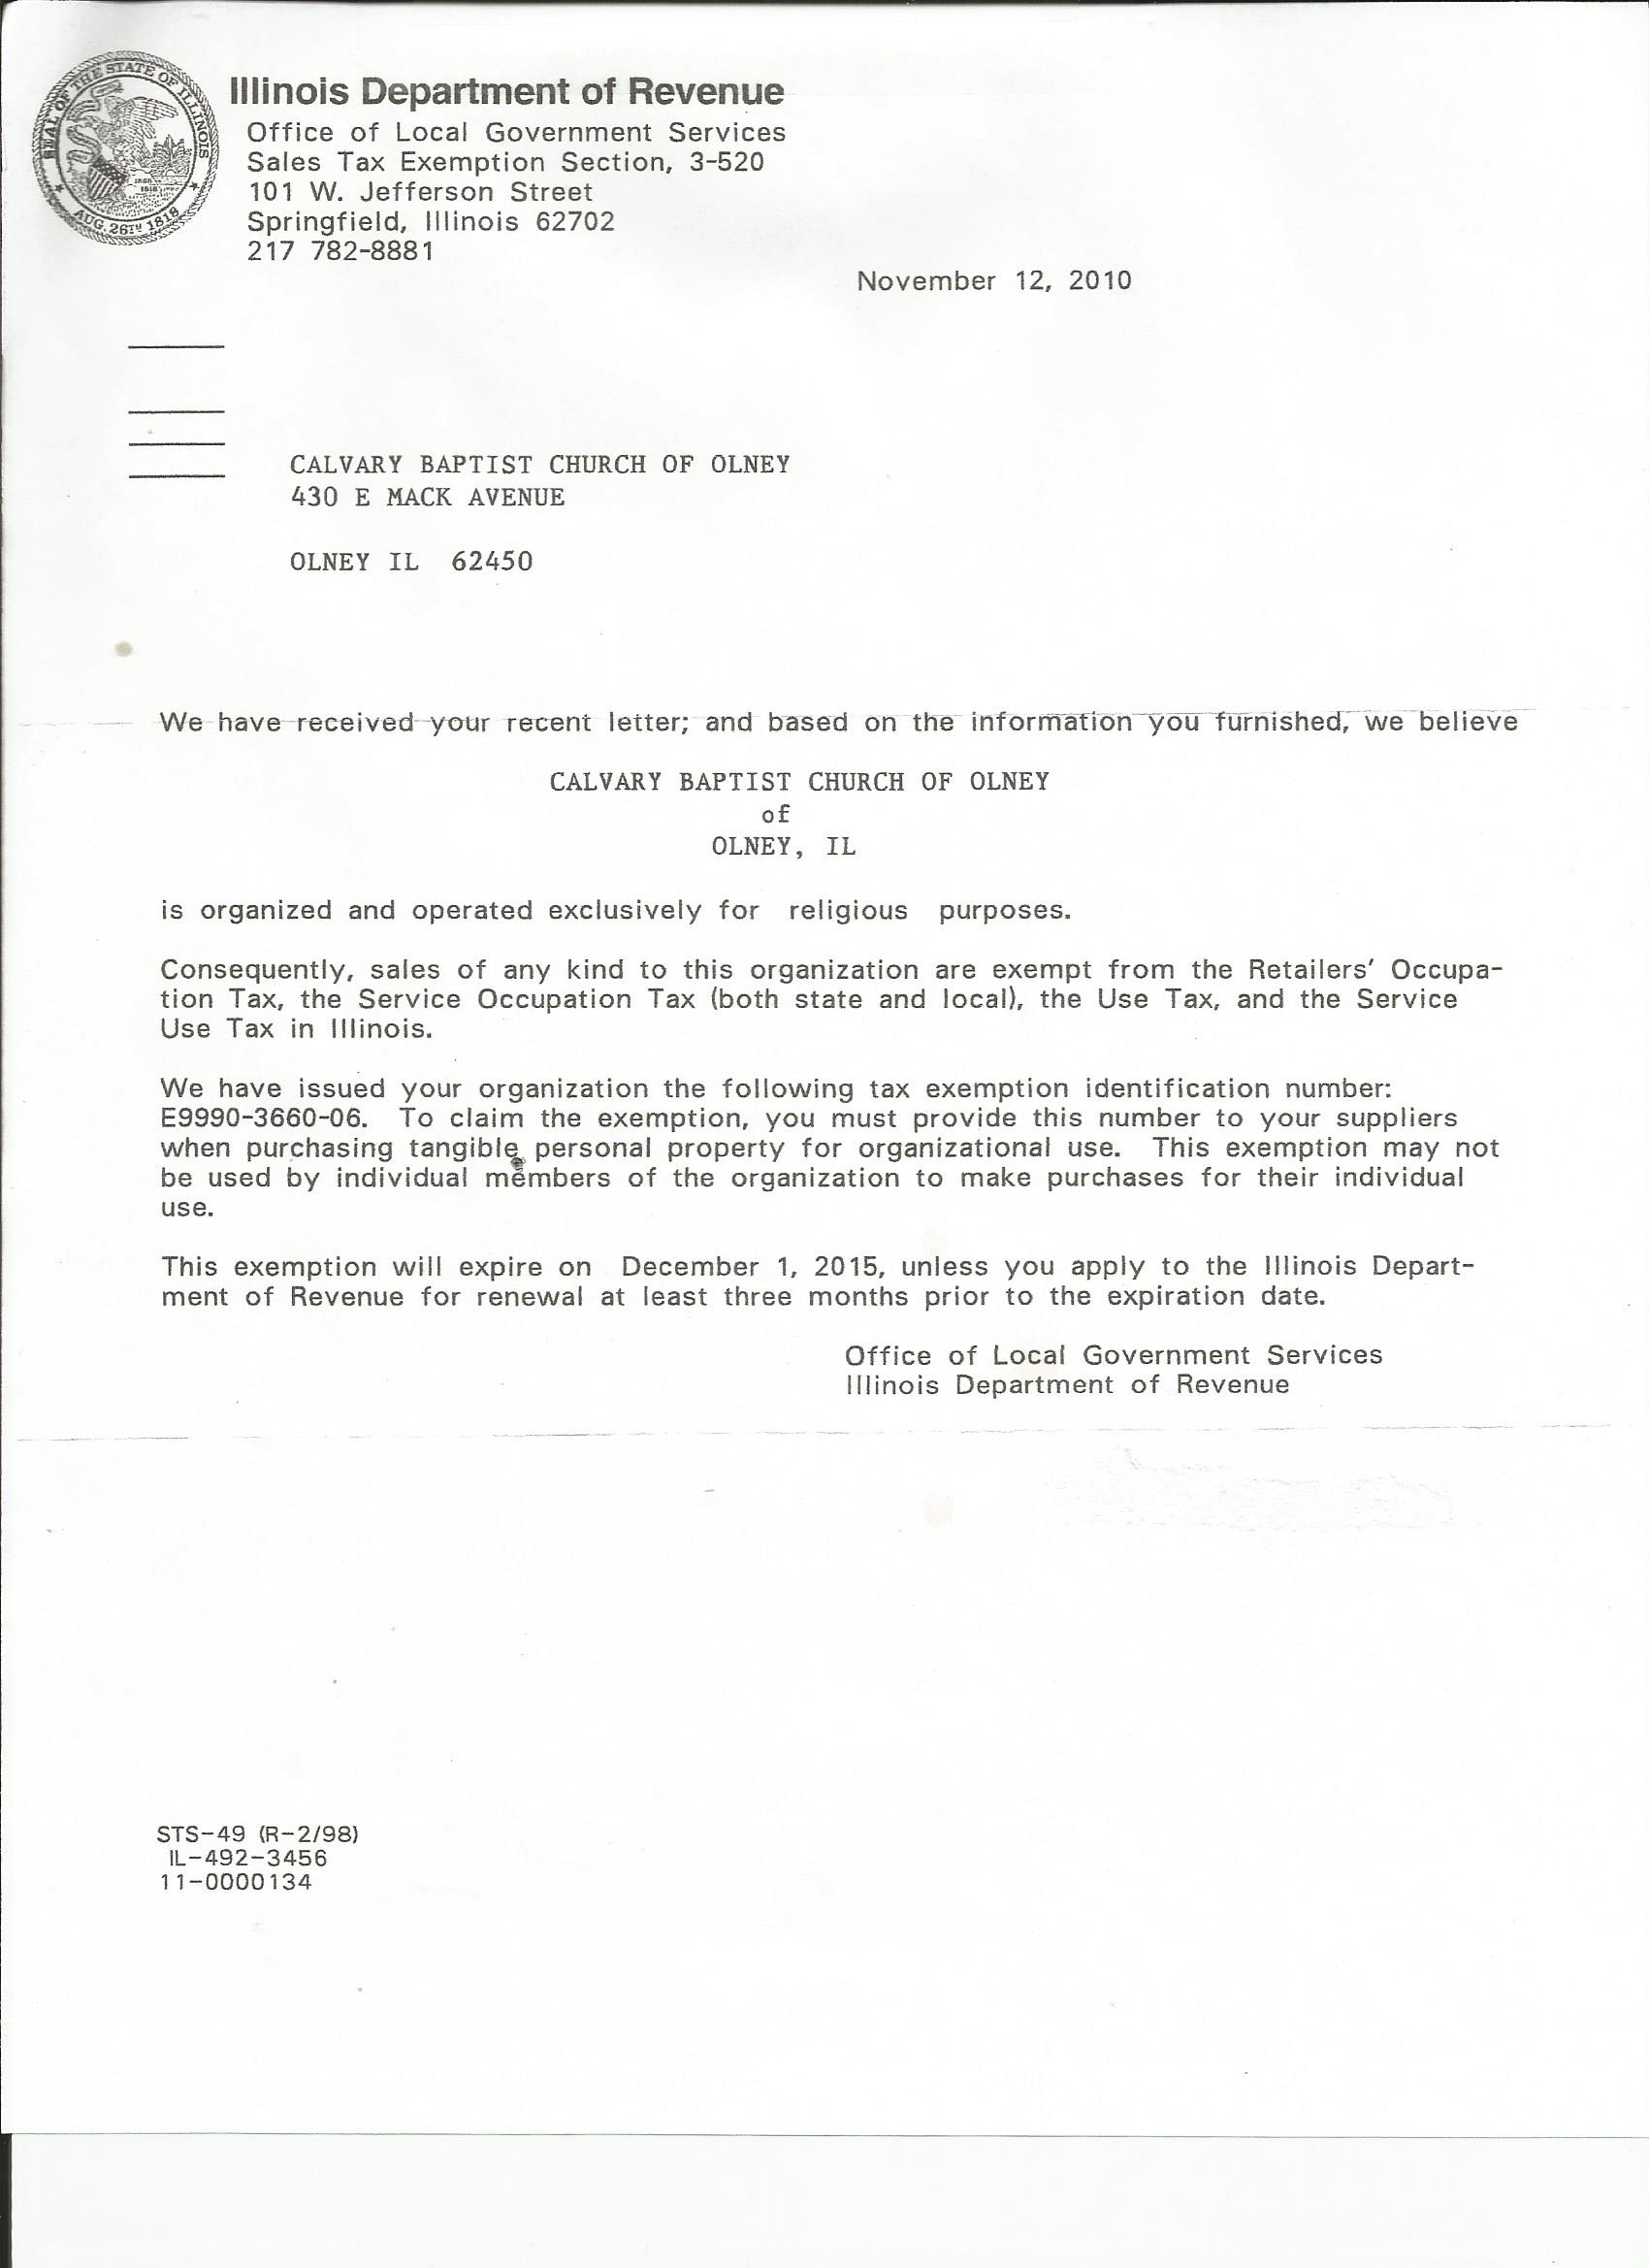 SEAL OF THE STATE OF ILLINOIS
AUG. 26TH 1818
Illinois Department of Revenue
Office of Local Government Services
Sales Tax Exemption Section, 3-520
101 W. Jefferson Street
Springfield, Illinois 62702
217 782-8881
November 12, 2010
CALVARY BAPTIST CHURCH OF OLNEY
430 E MACK AVENUE
OLNEY IL 62450
We have received your recent letter; and based on the information you furnished, we believe
CALVARY BAPTIST CHURCH OF OLNEY
of
OLNEY, IL
is organized and operated exclusively for religious purposes.
Consequently, sales of any kind to this organization are exempt from the Retailers' Occupa-
tion Tax, the Service Occupation Tax (both state and local), the Use Tax, and the Service
Use Tax in Illinois.
We have issued your organization the following tax exemption identification number:
E9990-3660-06. To claim the exemption, you must provide this number to your suppliers
when purchasing tangible personal property for organizational use. This exemption may not
be used by individual members of the organization to make purchases for their individual
use.
This exemption will expire on December 1, 2015, unless you apply to the Illinois Depart-
ment of Revenue for renewal at least three months prior to the expiration date.
Office of Local Government Services
Illinois Department of Revenue
STS-49 (R-2/98)
IL-492-3456
11-0000134